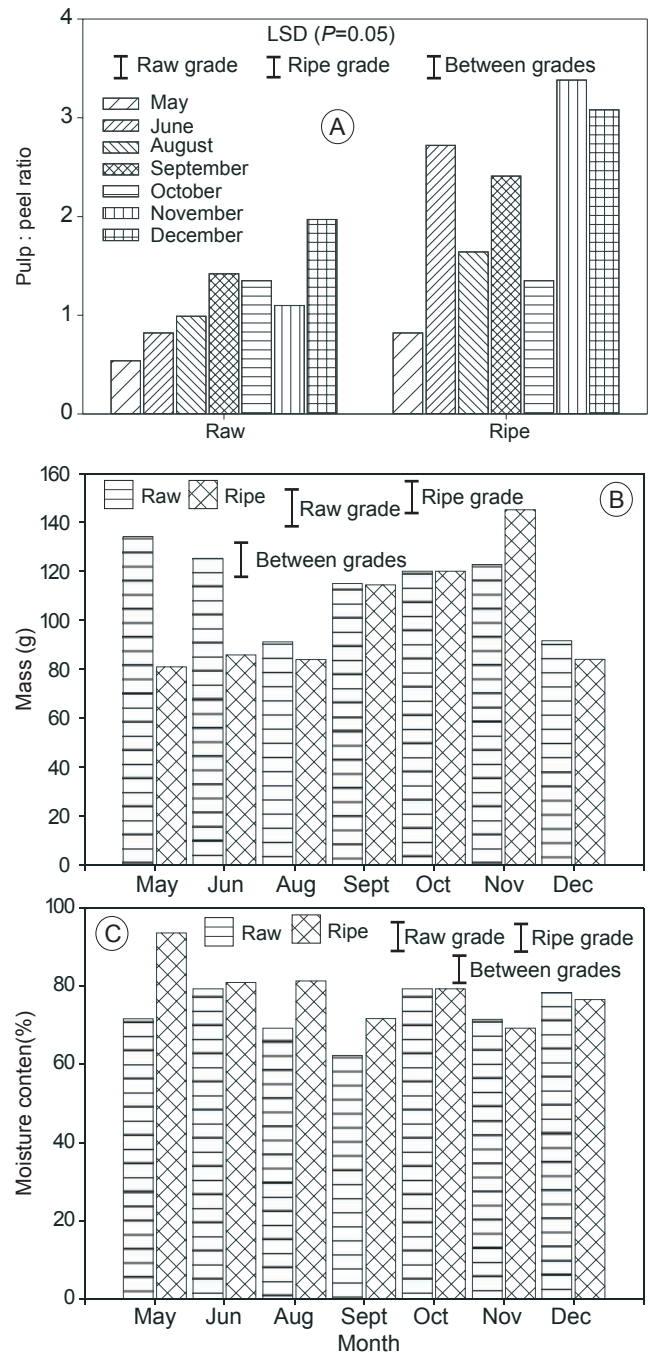 LSD (P=0.05)
Raw grade Ripe grade Between grades
May
June
August
September
October
November
December
A
Pulp : peel ratio
4
3
2
1
0
Raw Ripe
Raw Ripe Raw grade Ripe grade
Between grades
B
Mass (g)
160
140
120
100
80
60
40
20
0
May Jun Aug Sept Oct Nov Dec
C
Raw Ripe Raw grade Ripe grade
Between grades
Moisture conten(%)
100
80
60
40
20
0
May Jun Aug Sept Oct Nov Dec
Month